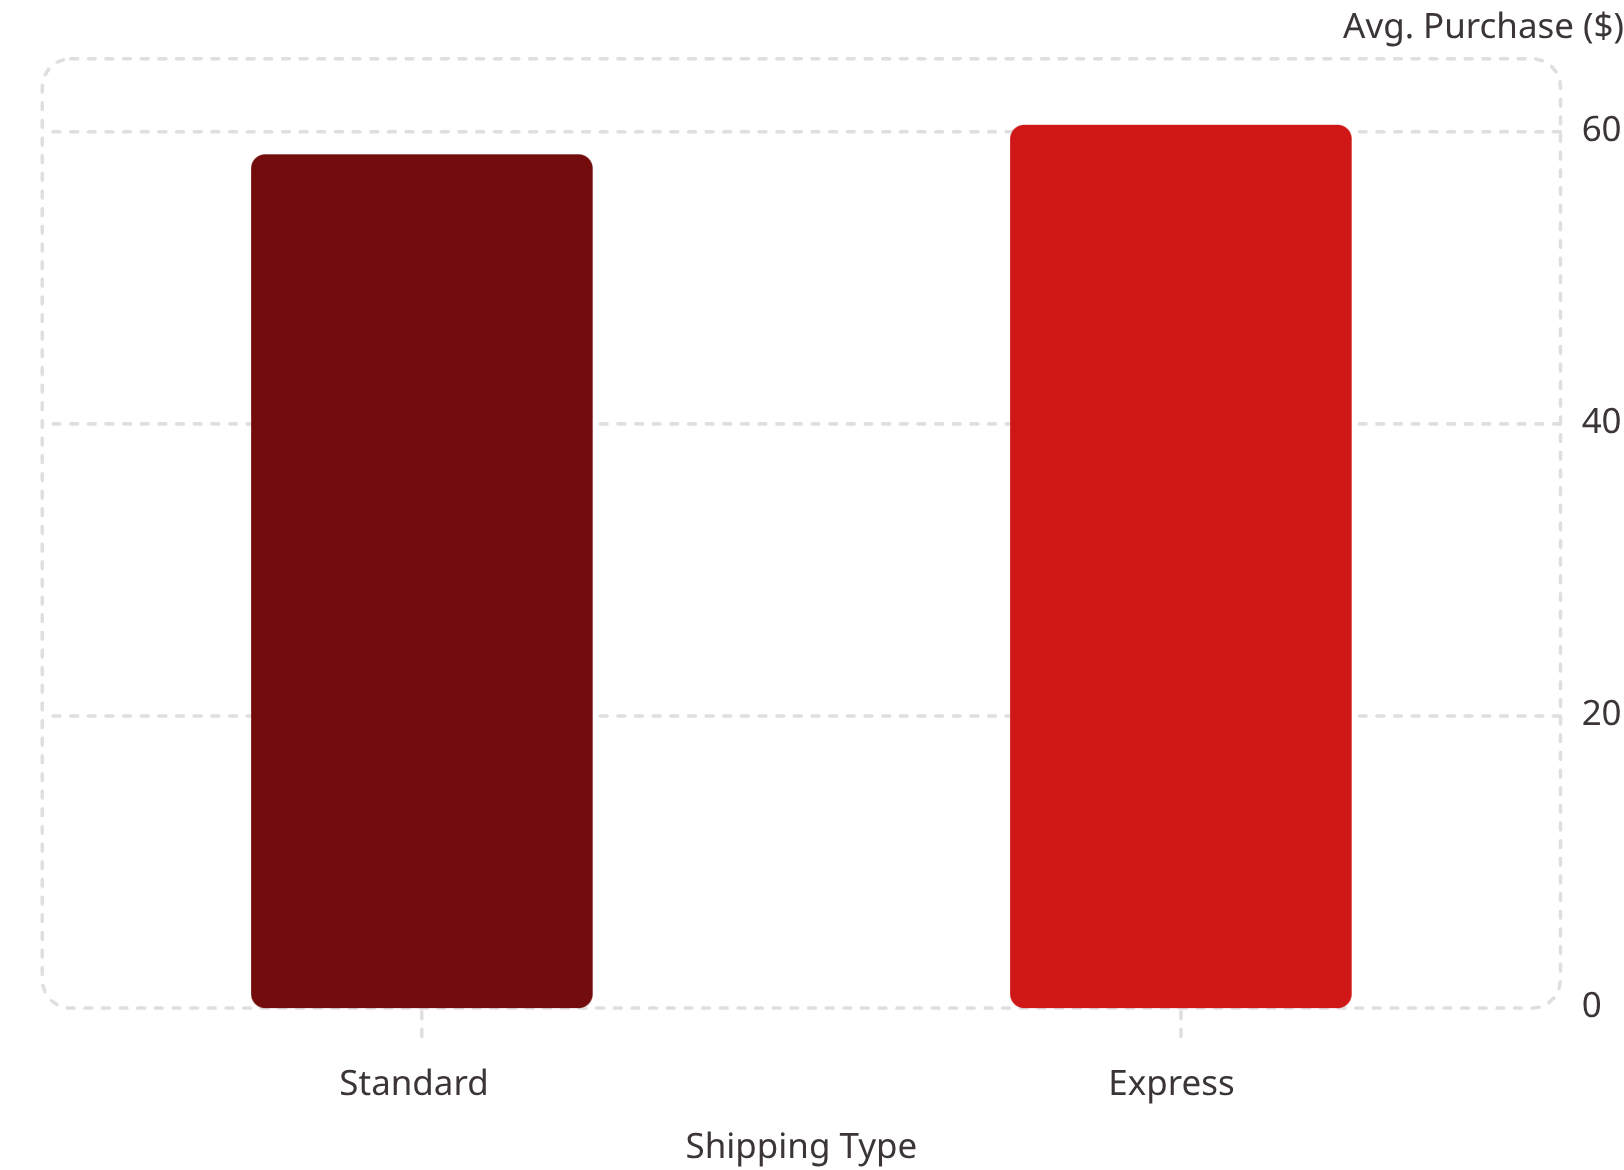 Avg. Purchase ($)
60
40
20
0
Standard
Express
Shipping Type